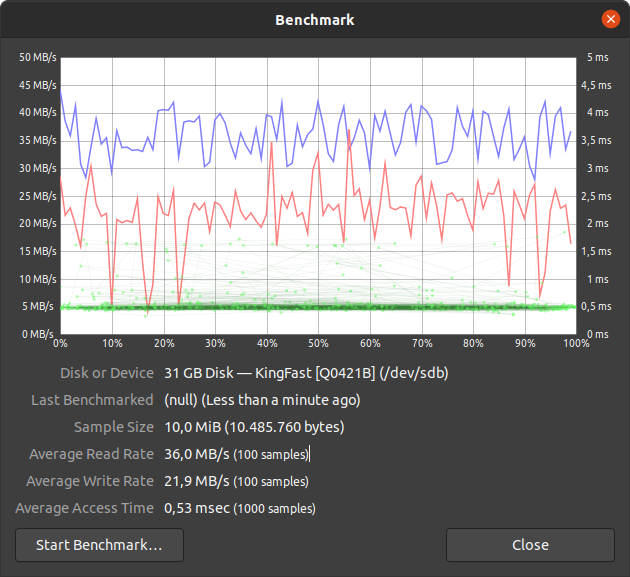 Benchmark
50 MB/s
5 ms
45 MB/s
4,5 ms
40 MB/s
4 ms
35 MB/s
3,5 ms
30 MB/s
3 ms
25 MB/s
2,5 ms
20 MB/s
2 ms
15 MB/s
1,5 ms
10 MB/s
1 ms
5 MB/s
0,5 ms
0 MB/s
0 ms
0% 10% 20% 30% 40% 50% 60% 70% 80% 90% 100%
Disk or Device 31 GB Disk — KingFast [Q0421B] (/dev/sdb)
Last Benchmarked (null) (Less than a minute ago)
Sample Size 10,0 MiB (10.485.760 bytes)
Average Read Rate 36,0 MB/s (100 samples)
Average Write Rate 21,9 MB/s (100 samples)
Average Access Time 0,53 msec (1000 samples)
Start Benchmark... Close